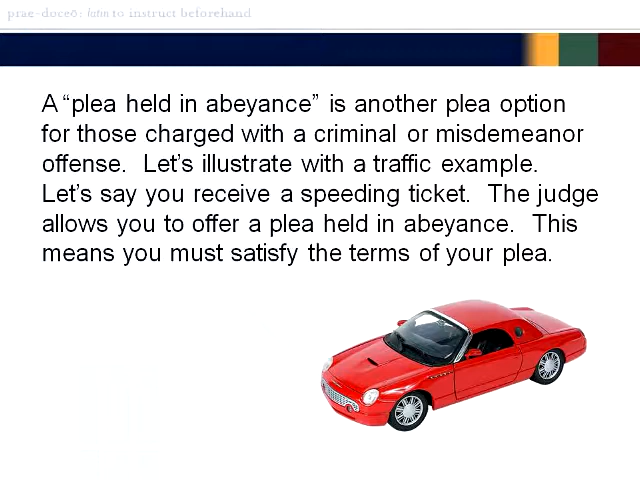 prae-doceō: latin to instruct beforehand
A “plea held in abeyance” is another plea option
for those charged with a criminal or misdemeanor
offense.  Let’s illustrate with a traffic example.
Let’s say you receive a speeding ticket.  The judge
allows you to offer a plea held in abeyance.  This
means you must satisfy the terms of your plea.